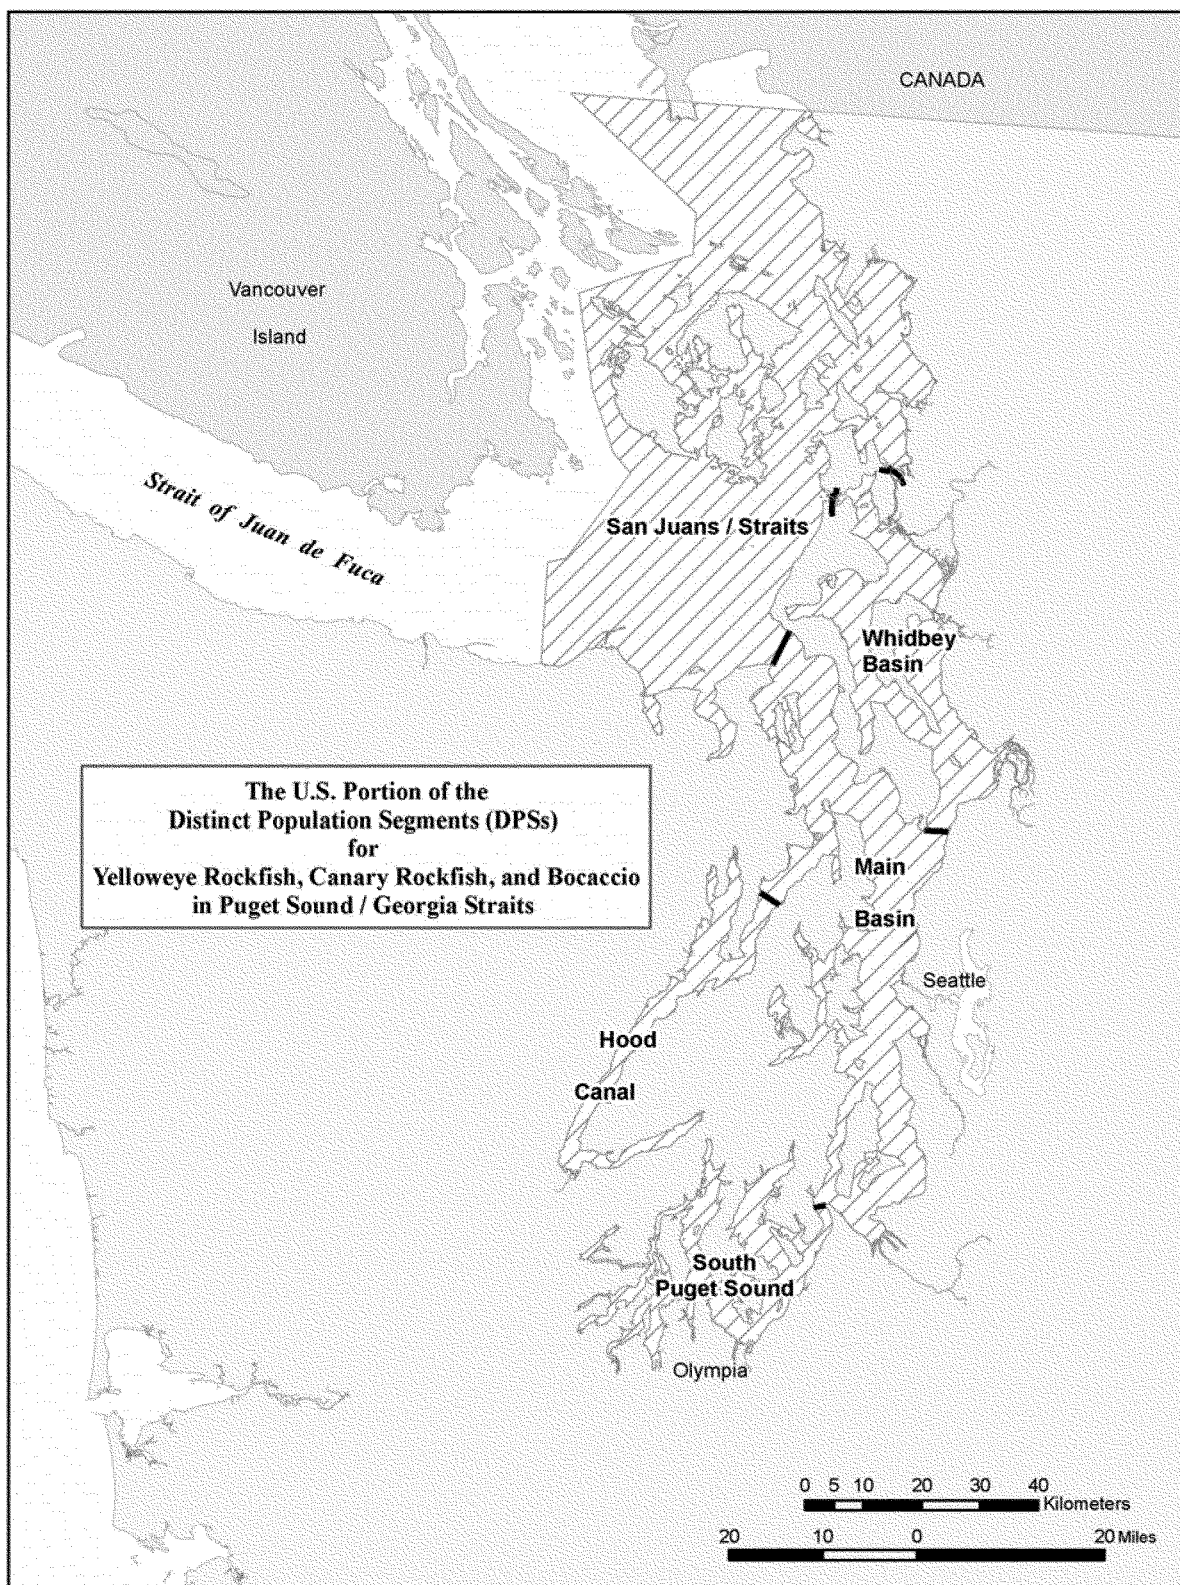 CANADA
Vancouver
Island
Strait of Juan de Fuca
San Juans / Straits
Whidbey
Basin
The U.S. Portion of the
Distinct Population Segments (DPSs)
for
Yelloweye Rockfish, Canary Rockfish, and Bocaccio
in Puget Sound / Georgia Straits
Main
Basin
Seattle
Hood
Canal
South
Puget Sound
Olympia
0 5 10 20 30 40
Kilometers
20 10 0 20 Miles